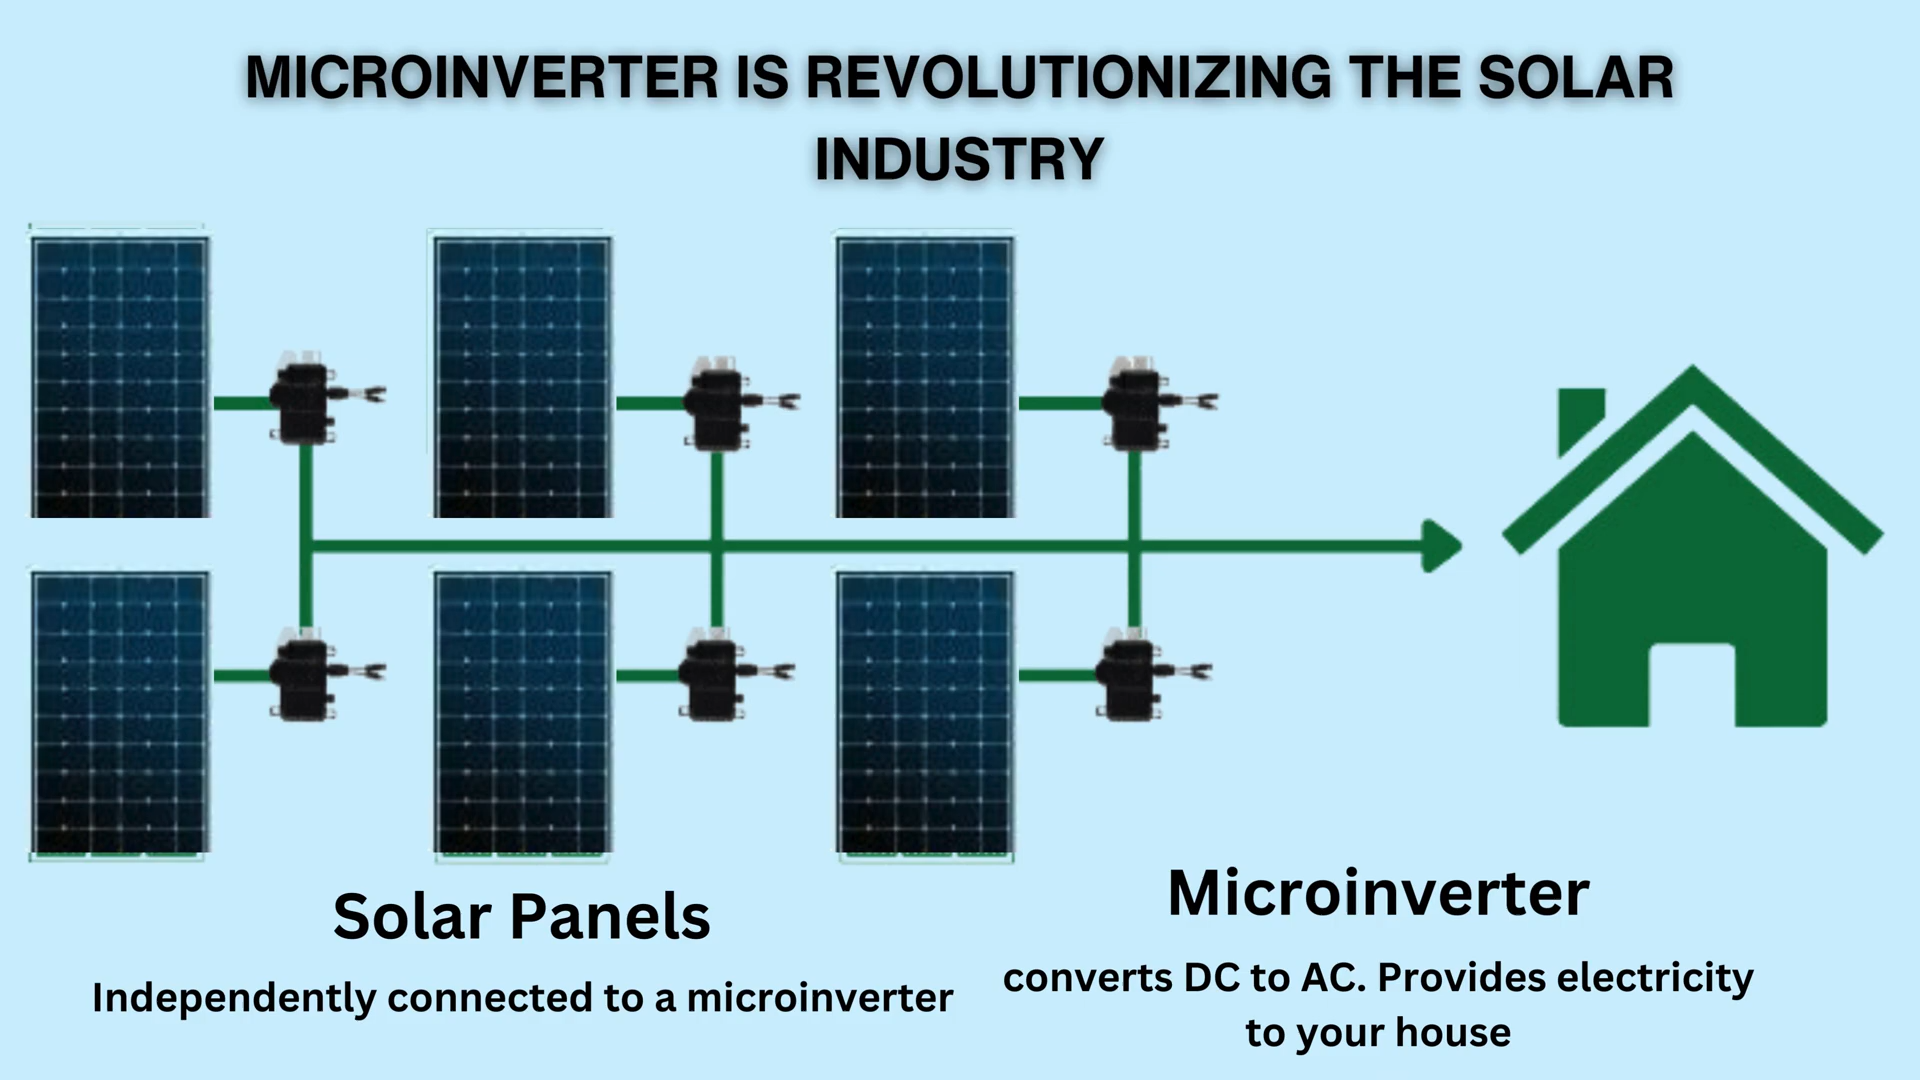 MICROINVERTER IS REVOLUTIONIZING THE SOLAR
INDUSTRY
Solar Panels
Independently connected to a microinverter
Microinverter
converts DC to AC. Provides electricity
to your house